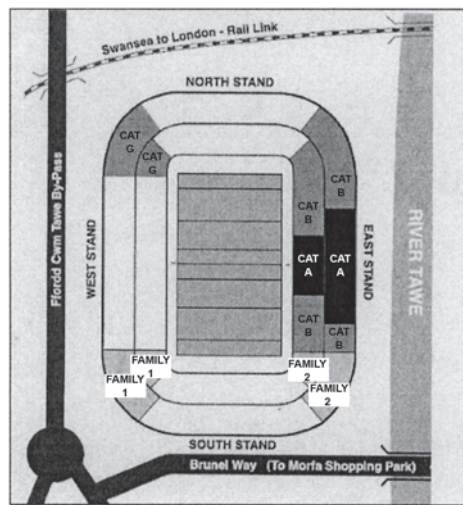 Swansea to London - Rail Link
NORTH STAND
CAT
G
CAT
G
CAT
B
CAT
B
Ffordd Cwm Tawe By-Pass
WEST STAND
CAT
A
CAT
A
EAST STAND
RIVER TAWE
CAT
B
CAT
B
FAMILY
1
FAMILY
1
FAMILY
2
FAMILY
2
SOUTH STAND
Brunel Way (To Morfa Shopping Park)